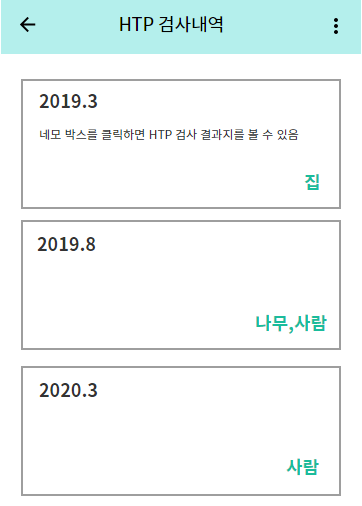 HTP 검사내역
2019.3
네모 박스를 클릭하면 HTP 검사 결과지를 볼 수 있음
집
2019.8
나무,사람
2020.3
사람